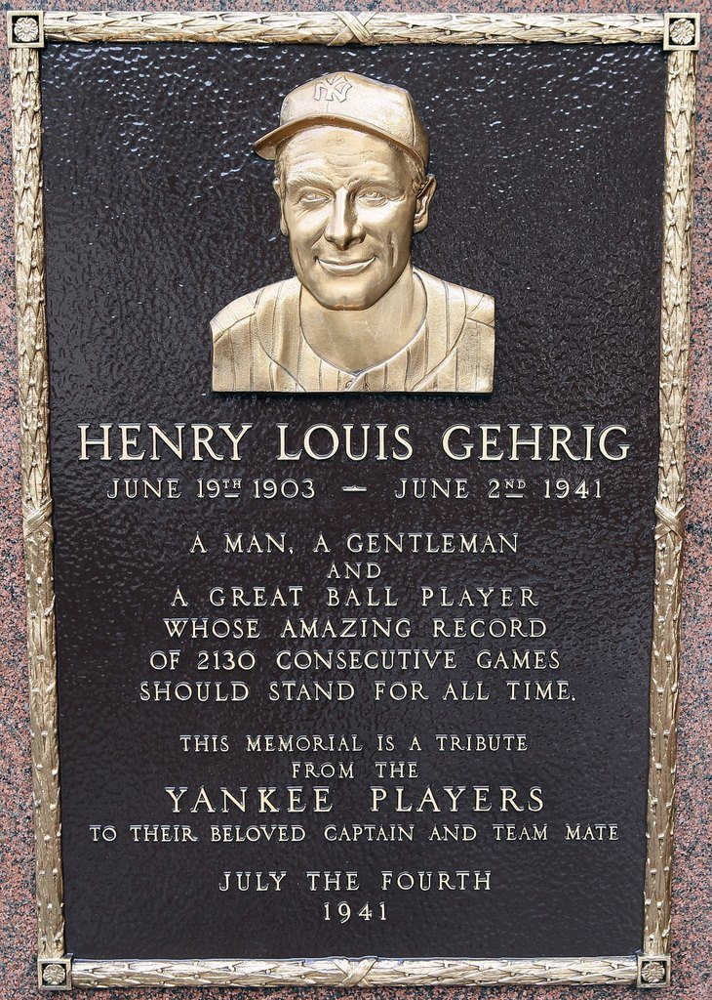 NY
HENRY LOUIS GEHRIG
JUNE 19TH 1903 — JUNE 2ND 1941
A MAN, A GENTLEMAN
AND
A GREAT BALL PLAYER
WHOSE AMAZING RECORD
OF 2130 CONSECUTIVE GAMES
SHOULD STAND FOR ALL TIME.
THIS MEMORIAL IS A TRIBUTE
FROM THE
YANKEE PLAYERS
TO THEIR BELOVED CAPTAIN AND TEAM MATE
JULY THE FOURTH
1941